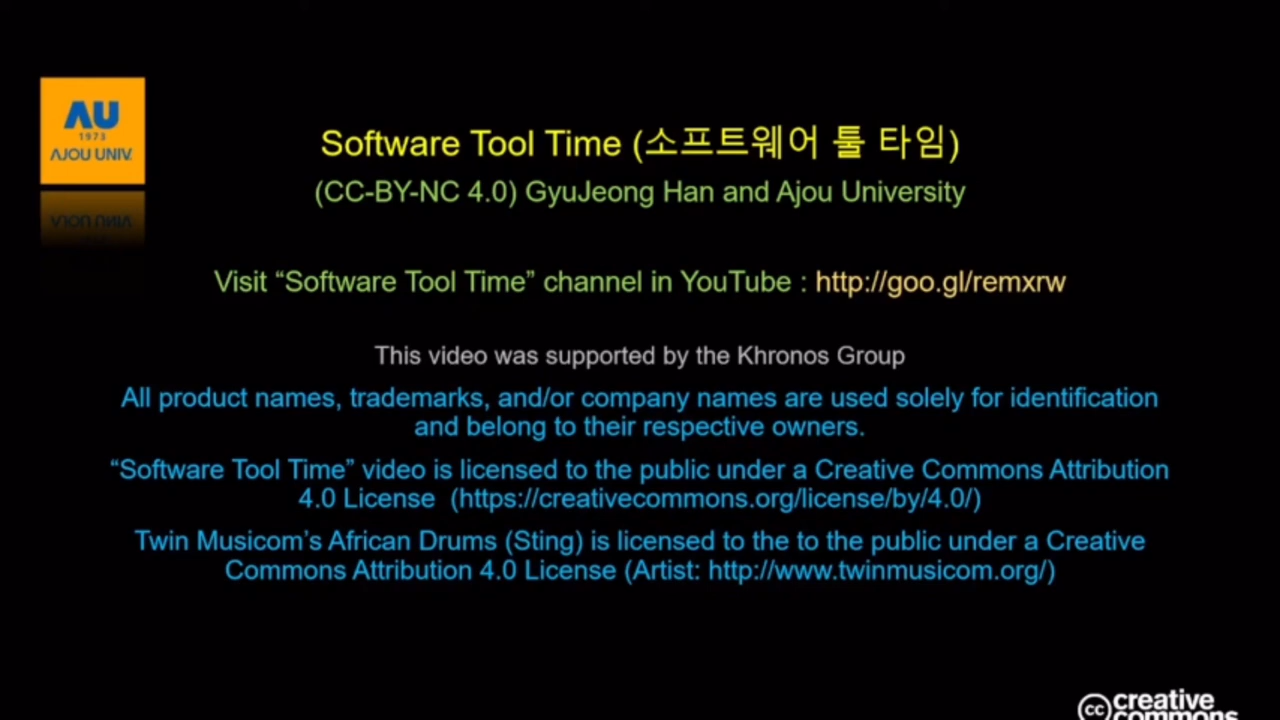 AU
1973
AJOU UNIV.
Software Tool Time (소프트웨어 툴 타임)
(CC-BY-NC 4.0) GyuJeong Han and Ajou University
Visit “Software Tool Time” channel in YouTube : http://goo.gl/remxrw
This video was supported by the Khronos Group
All product names, trademarks, and/or company names are used solely for identification
and belong to their respective owners.
“Software Tool Time” video is licensed to the public under a Creative Commons Attribution
4.0 License (https://creativecommons.org/license/by/4.0/)
Twin Musicom’s African Drums (Sting) is licensed to the to the public under a Creative
Commons Attribution 4.0 License (Artist: http://www.twinmusicom.org/)
cc creative
commons